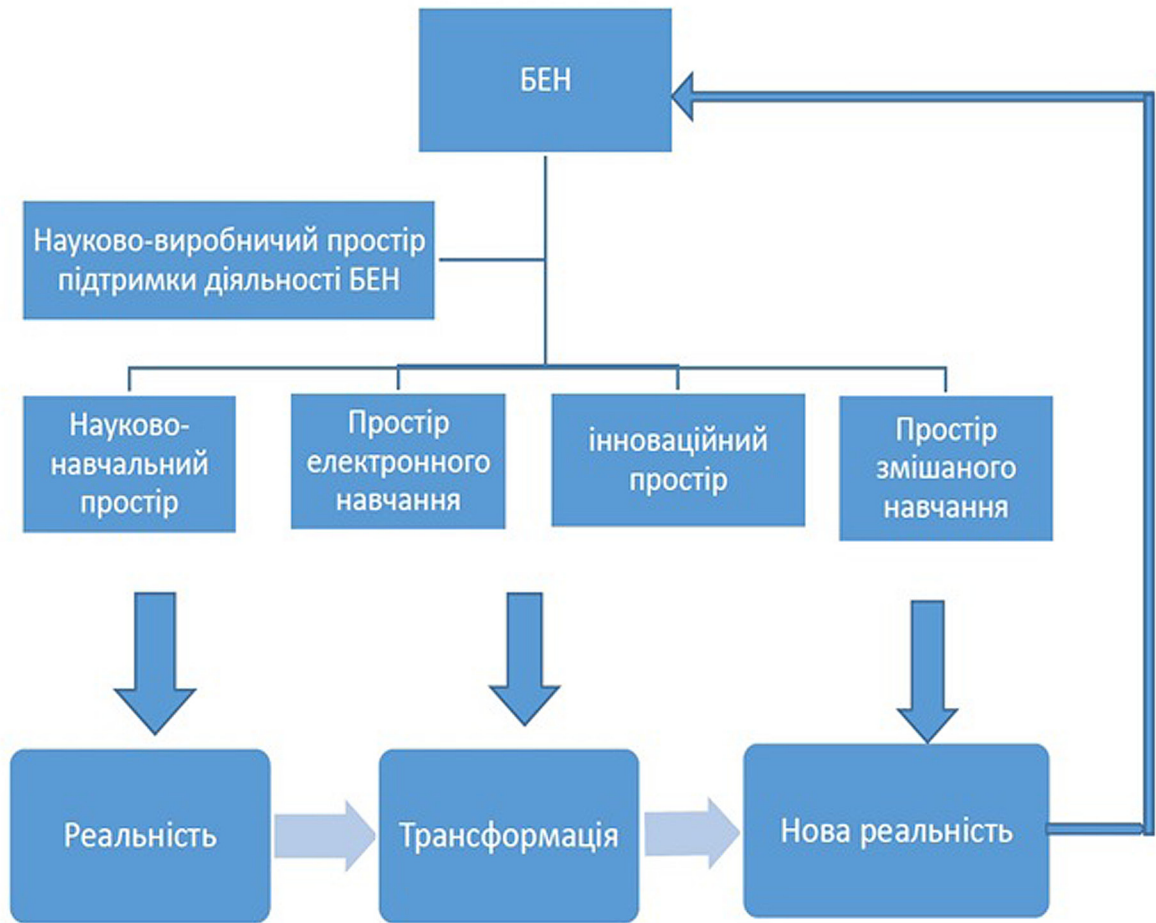 БЕН
Науково-виробничий простір
підтримки діяльності БЕН
Науково-
навчальний
простір
Простір
електронного
навчання
інноваційний
простір
Простір
змішаного
навчання
Реальність
Трансформація
Нова реальність